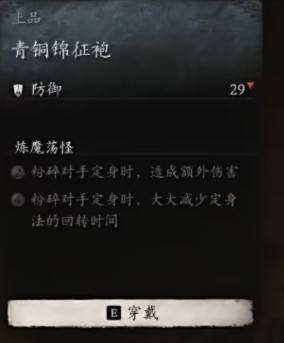 上品
青铜锦征袍
防御 29
炼魔荡怪
2 粉碎对手定身时，造成额外伤害
4 粉碎对手定身时，大大减少定身
法的回转时间
E 穿戴